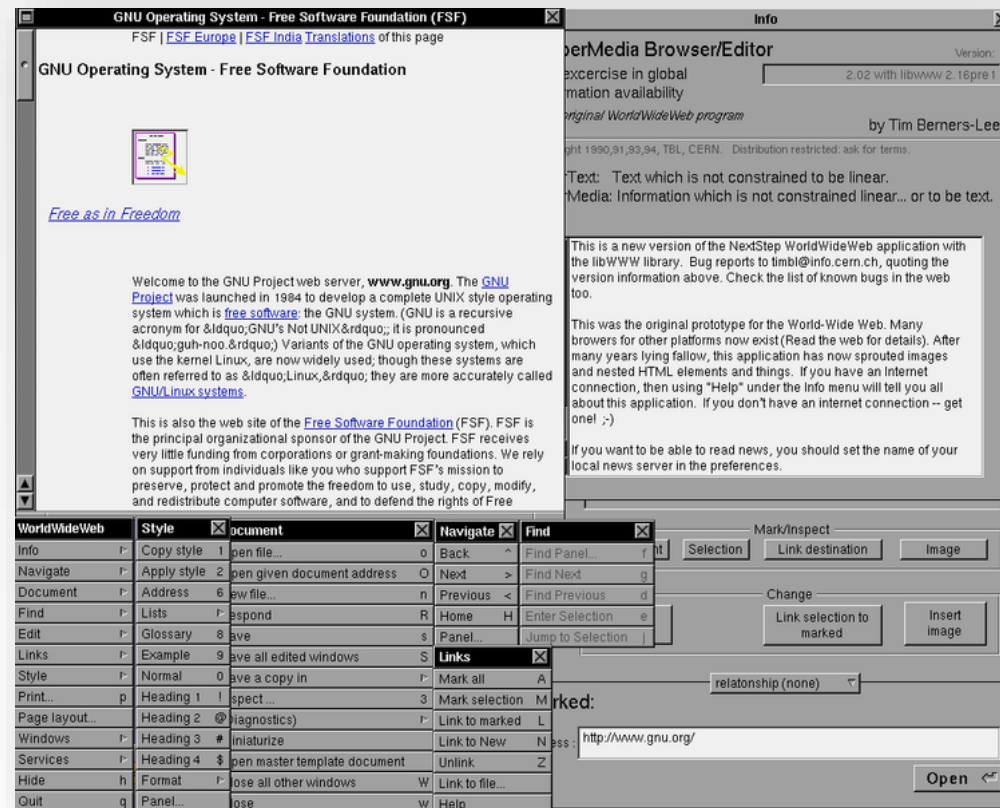 GNU Operating System - Free Software Foundation (FSF)
FSF | FSF Europe | FSF India Translations of this page
GNU Operating System - Free Software Foundation
Free as in Freedom
Welcome to the GNU Project web server, www.gnu.org. The GNU
Project was launched in 1984 to develop a complete UNIX style operating
system which is free software: the GNU system. (GNU is a recursive
acronym for &ldquo;GNU's Not UNIX&rdquo;; it is pronounced
&ldquo;guh-noo.&rdquo;) Variants of the GNU operating system, which
use the kernel Linux, are now widely used; though these systems are
often referred to as &ldquo;Linux,&rdquo; they are more accurately called
GNU/Linux systems.
This is also the web site of the Free Software Foundation (FSF). FSF is
the principal organizational sponsor of the GNU Project. FSF receives
very little funding from corporations or grant-making foundations. We rely
on support from individuals like you who support FSF's mission to
preserve, protect and promote the freedom to use, study, copy, modify,
and redistribute computer software, and to defend the rights of Free
Info
perMedia Browser/Editor
Version:
excercise in global
mation availability
2.02 with libwww 2.16pre1
original WorldWideWeb program
by Tim Berners-Lee
ght 1990,91,93,94, TBL, CERN. Distribution restricted: ask for terms.
rText: Text which is not constrained to be linear.
rMedia: Information which is not constrained linear... or to be text.
This is a new version of the NextStep WorldWideWeb application with
the libWWW library. Bug reports to timbl@info.cern.ch, quoting the
version information above. Check the list of known bugs in the web
too.
This was the original prototype for the World-Wide Web. Many
browers for other platforms now exist (Read the web for details). After
many years lying fallow, this application has now sprouted images
and nested HTML elements and things. If you have an Internet
connection, then using "Help" under the Info menu will tell you all
about this application. If you don't have an internet connection -- get
one! ;-)
If you want to be able to read news, you should set the name of your
local news server in the preferences.
WorldWideWeb
Info
Navigate
Document
Find
Edit
Links
Style
Print... p
Page layout...
Windows
Services
Hide h
Quit q
Style
Copy style 1
Apply style 2
Address 6
Lists
Glossary 8
Example 9
Normal 0
Heading 1 !
Heading 2 @
Heading 3 #
Heading 4 $
Format
Panel...
ocument
pen file... o
pen given document address O
ew file... n
espond R
ave s
ave all edited windows S
ave a copy in
spect... 3
iagnostics)
iniaturize
pen master template document
lose all other windows W
lose w
Navigate
Back ^
Next >
Previous <
Home H
Panel...
Find
Find Panel... f
Find Next g
Find Previous d
Enter Selection e
Jump to Selection j
Links
Mark all A
Mark selection M
Link to marked L
Link to New N
Unlink Z
Link to file...
Help
Mark/Inspect
nt
Selection
Link destination
Image
Change
Link selection to
marked
Insert
image
relatonship (none)
rked:
ess : http://www.gnu.org/
Open